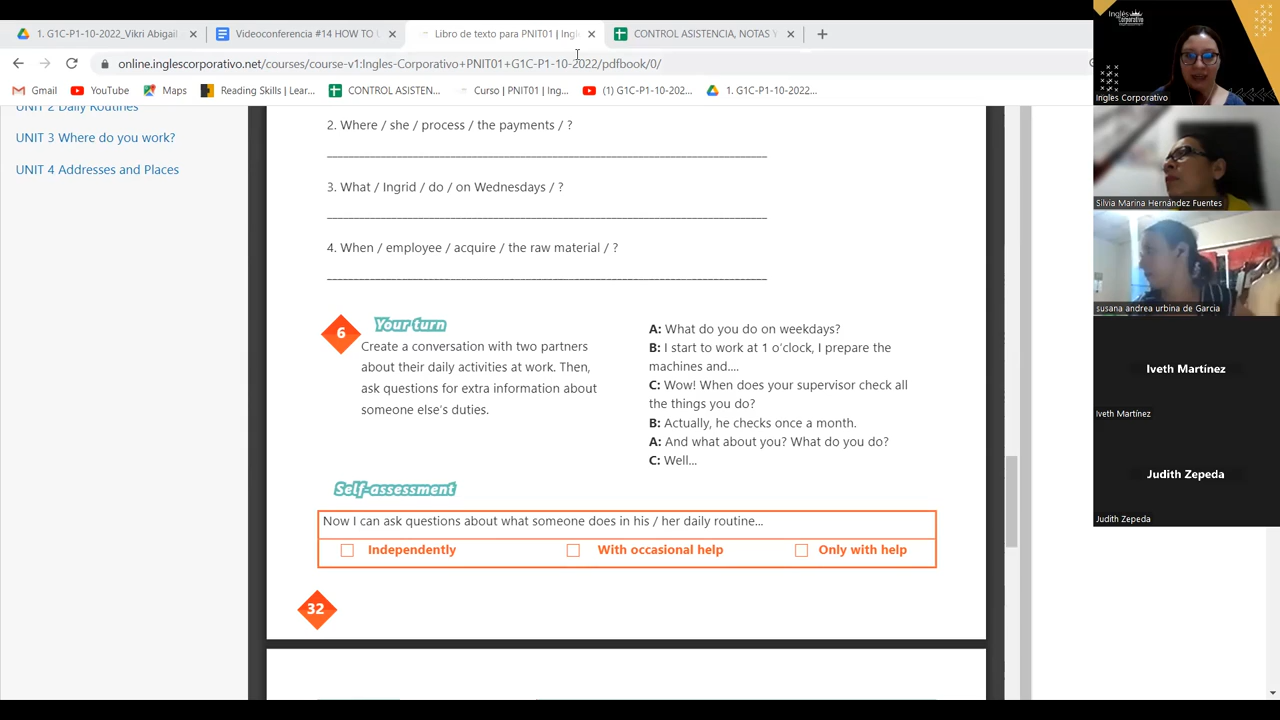 1. G1C-P1-10-2022_Vikri Abigail
Videoconferencia #14 HOW TO U
Libro de texto para PNIT01 | Ingl
CONTROL ASISTENCIA, NOTAS Y
online.inglescorporativo.net/courses/course-v1:Ingles-Corporativo+PNIT01+G1C-P1-10-2022/pdfbook/0/
Gmail
YouTube
Reading Skills | Lear...
CONTROL ASISTEN...
Curso | PNIT01 | Ing...
(1) G1C-P1-10-202...
1. G1C-P1-10-2022...
UNIT 2 Daily Routines
UNIT 3 Where do you work?
UNIT 4 Addresses and Places
2. Where / she / process / the payments / ?
3. What / Ingrid / do / on Wednesdays / ?
4. When / employee / acquire / the raw material / ?
6
Your turn
Create a conversation with two partners
about their daily activities at work. Then,
ask questions for extra information about
someone else's duties.
A: What do you do on weekdays?
B: I start to work at 1 o'clock, I prepare the
machines and....
C: Wow! When does your supervisor check all
the things you do?
B: Actually, he checks once a month.
A: And what about you? What do you do?
C: Well...
Self-assessment
Now I can ask questions about what someone does in his / her daily routine...
Independently
With occasional help
Only with help
32
Inglés
Corporativo
Ingles Corporativo
Silvia Marina Hernández Fuentes
susana andrea urbina de Garcia
Iveth Martínez
Iveth Martínez
Judith Zepeda
Judith Zepeda